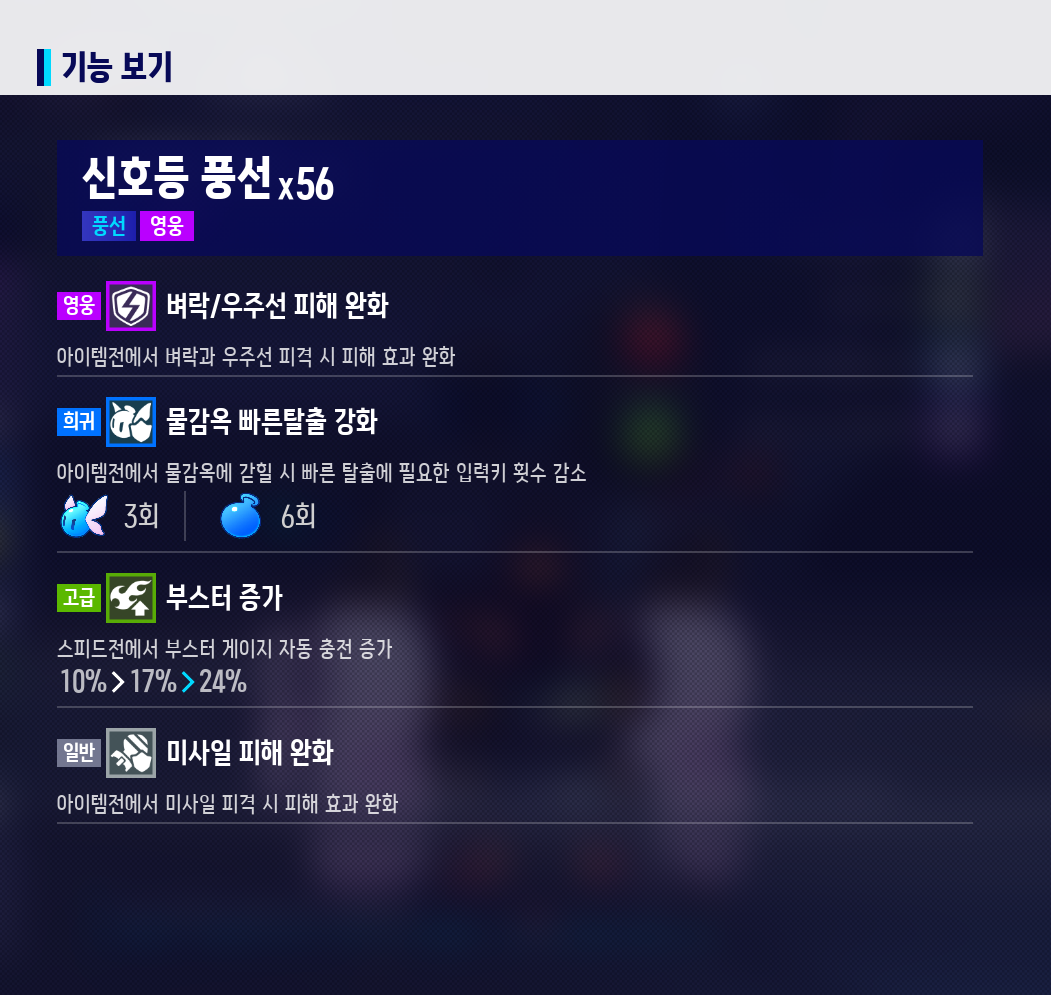 기능 보기
신호등 풍선 x56
풍선 영웅
영웅 벼락/우주선 피해 완화
아이템전에서 벼락과 우주선 피격 시 피해 효과 완화
희귀 물감옥 빠른탈출 강화
아이템전에서 물감옥에 갇힐 시 빠른 탈출에 필요한 입력키 횟수 감소
3회 6회
고급 부스터 증가
스피드전에서 부스터 게이지 자동 충전 증가
10% > 17% > 24%
일반 미사일 피해 완화
아이템전에서 미사일 피격 시 피해 효과 완화